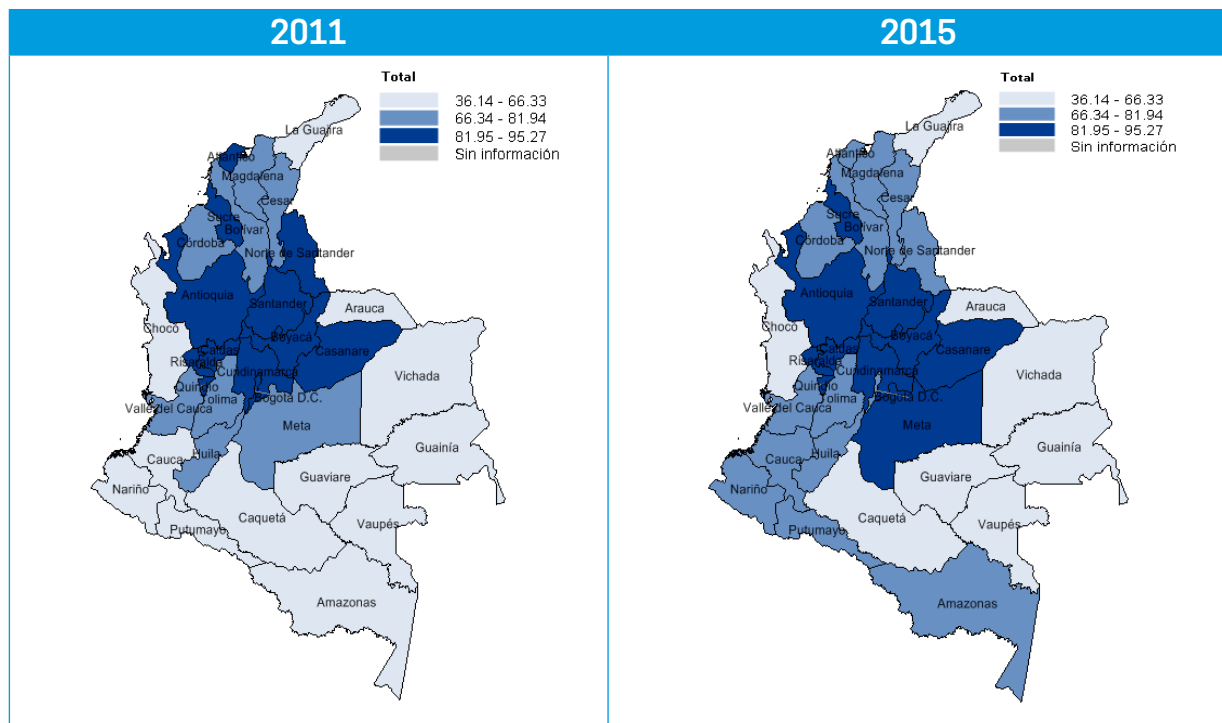 2011
2015
Total
36.14 - 66.33
66.34 - 81.94
81.95 - 95.27
Sin información
La Guajira
Atlántico
Magdalena
Cesar
Sucre
Bolívar
Córdoba
Norte de Santander
Antioquia
Santander
Arauca
Chocó
Boyacá
Caldas
Casanare
Risaralda
Cundinamarca
Vichada
Quindío
olima
Bogotá D.C.
Valle del Cauca
Meta
Guainía
Cauca
Huila
Guaviare
Nariño
Caquetá
Vaupés
Putumayo
Amazonas
Total
36.14 - 66.33
66.34 - 81.94
81.95 - 95.27
Sin información
La Guajira
Atlántico
Magdalena
Cesar
Sucre
Bolívar
Córdoba
Norte de Santander
Antioquia
Santander
Arauca
Chocó
Boyacá
Caldas
Casanare
Risaralda
Cundinamarca
Vichada
Quindío
olima
Bogotá D.C.
Valle del Cauca
Meta
Guainía
Cauca
Huila
Guaviare
Nariño
Caquetá
Vaupés
Putumayo
Amazonas